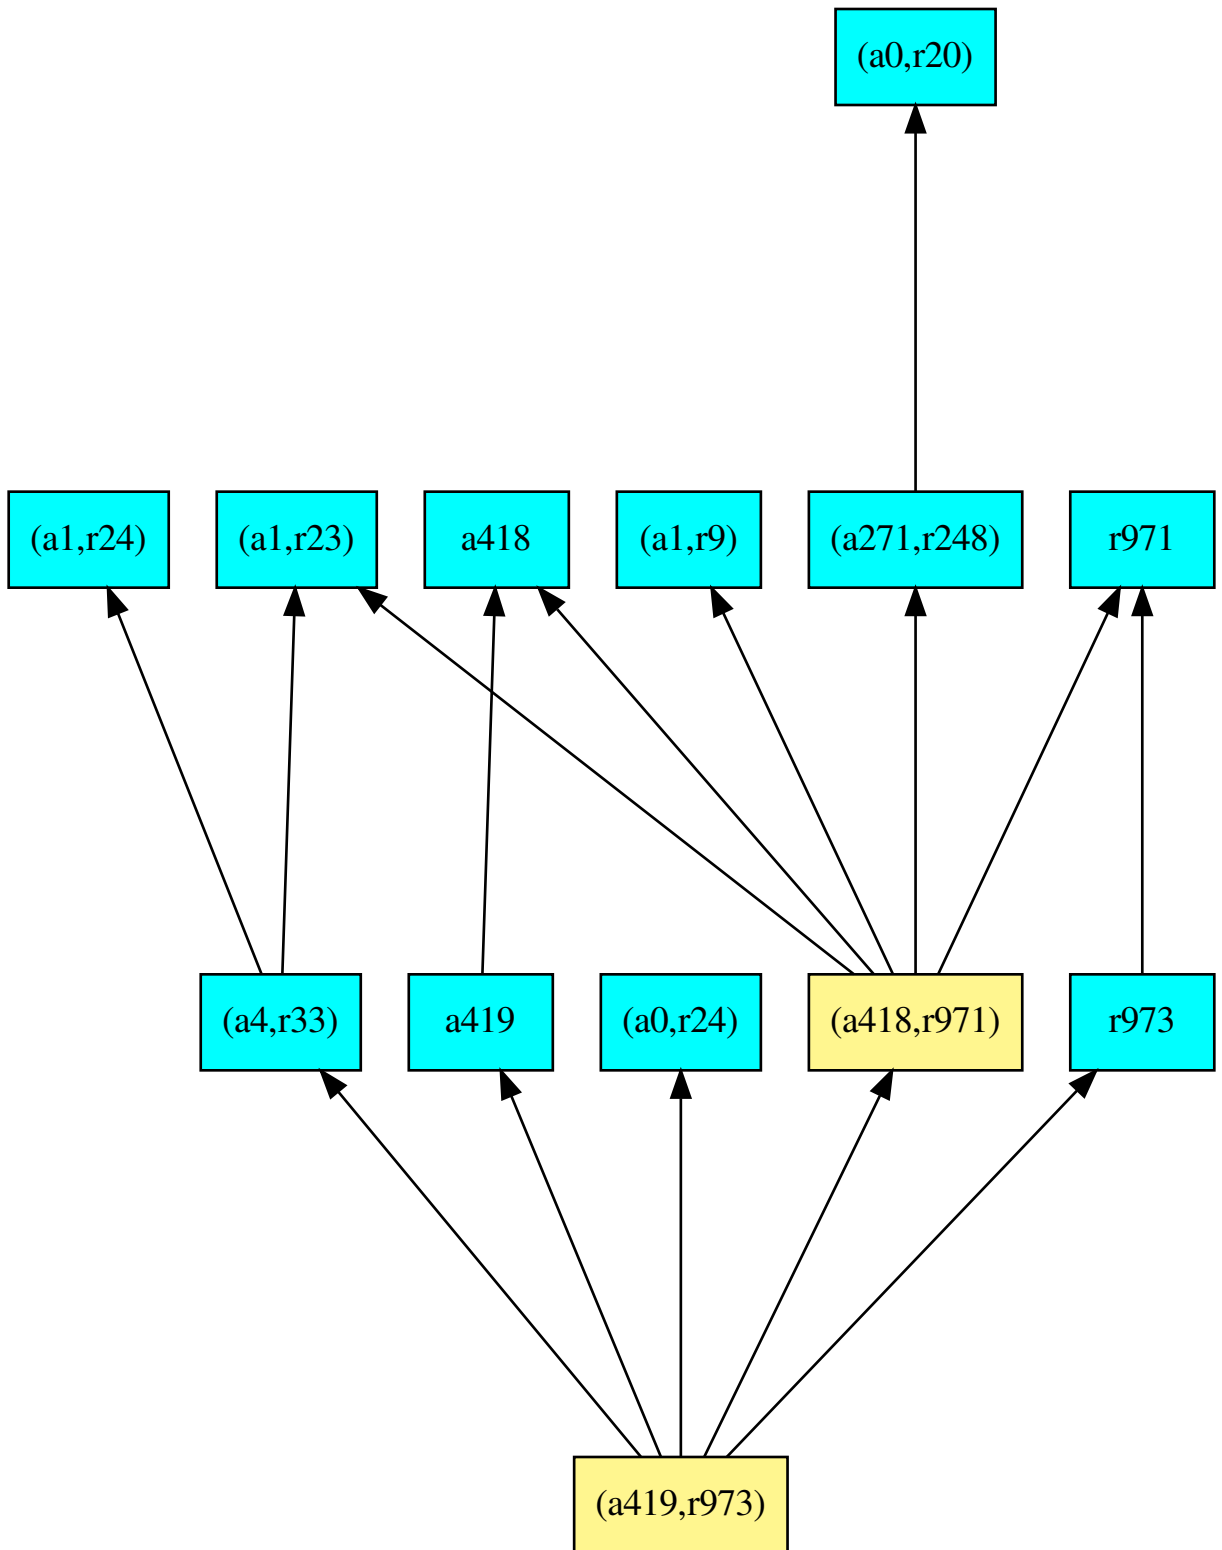 (a0,r20)
(a1,r24)
(a1,r23)
a418
(a1,r9)
(a271,r248)
r971
(a4,r33)
a419
(a0,r24)
(a418,r971)
r973
(a419,r973)